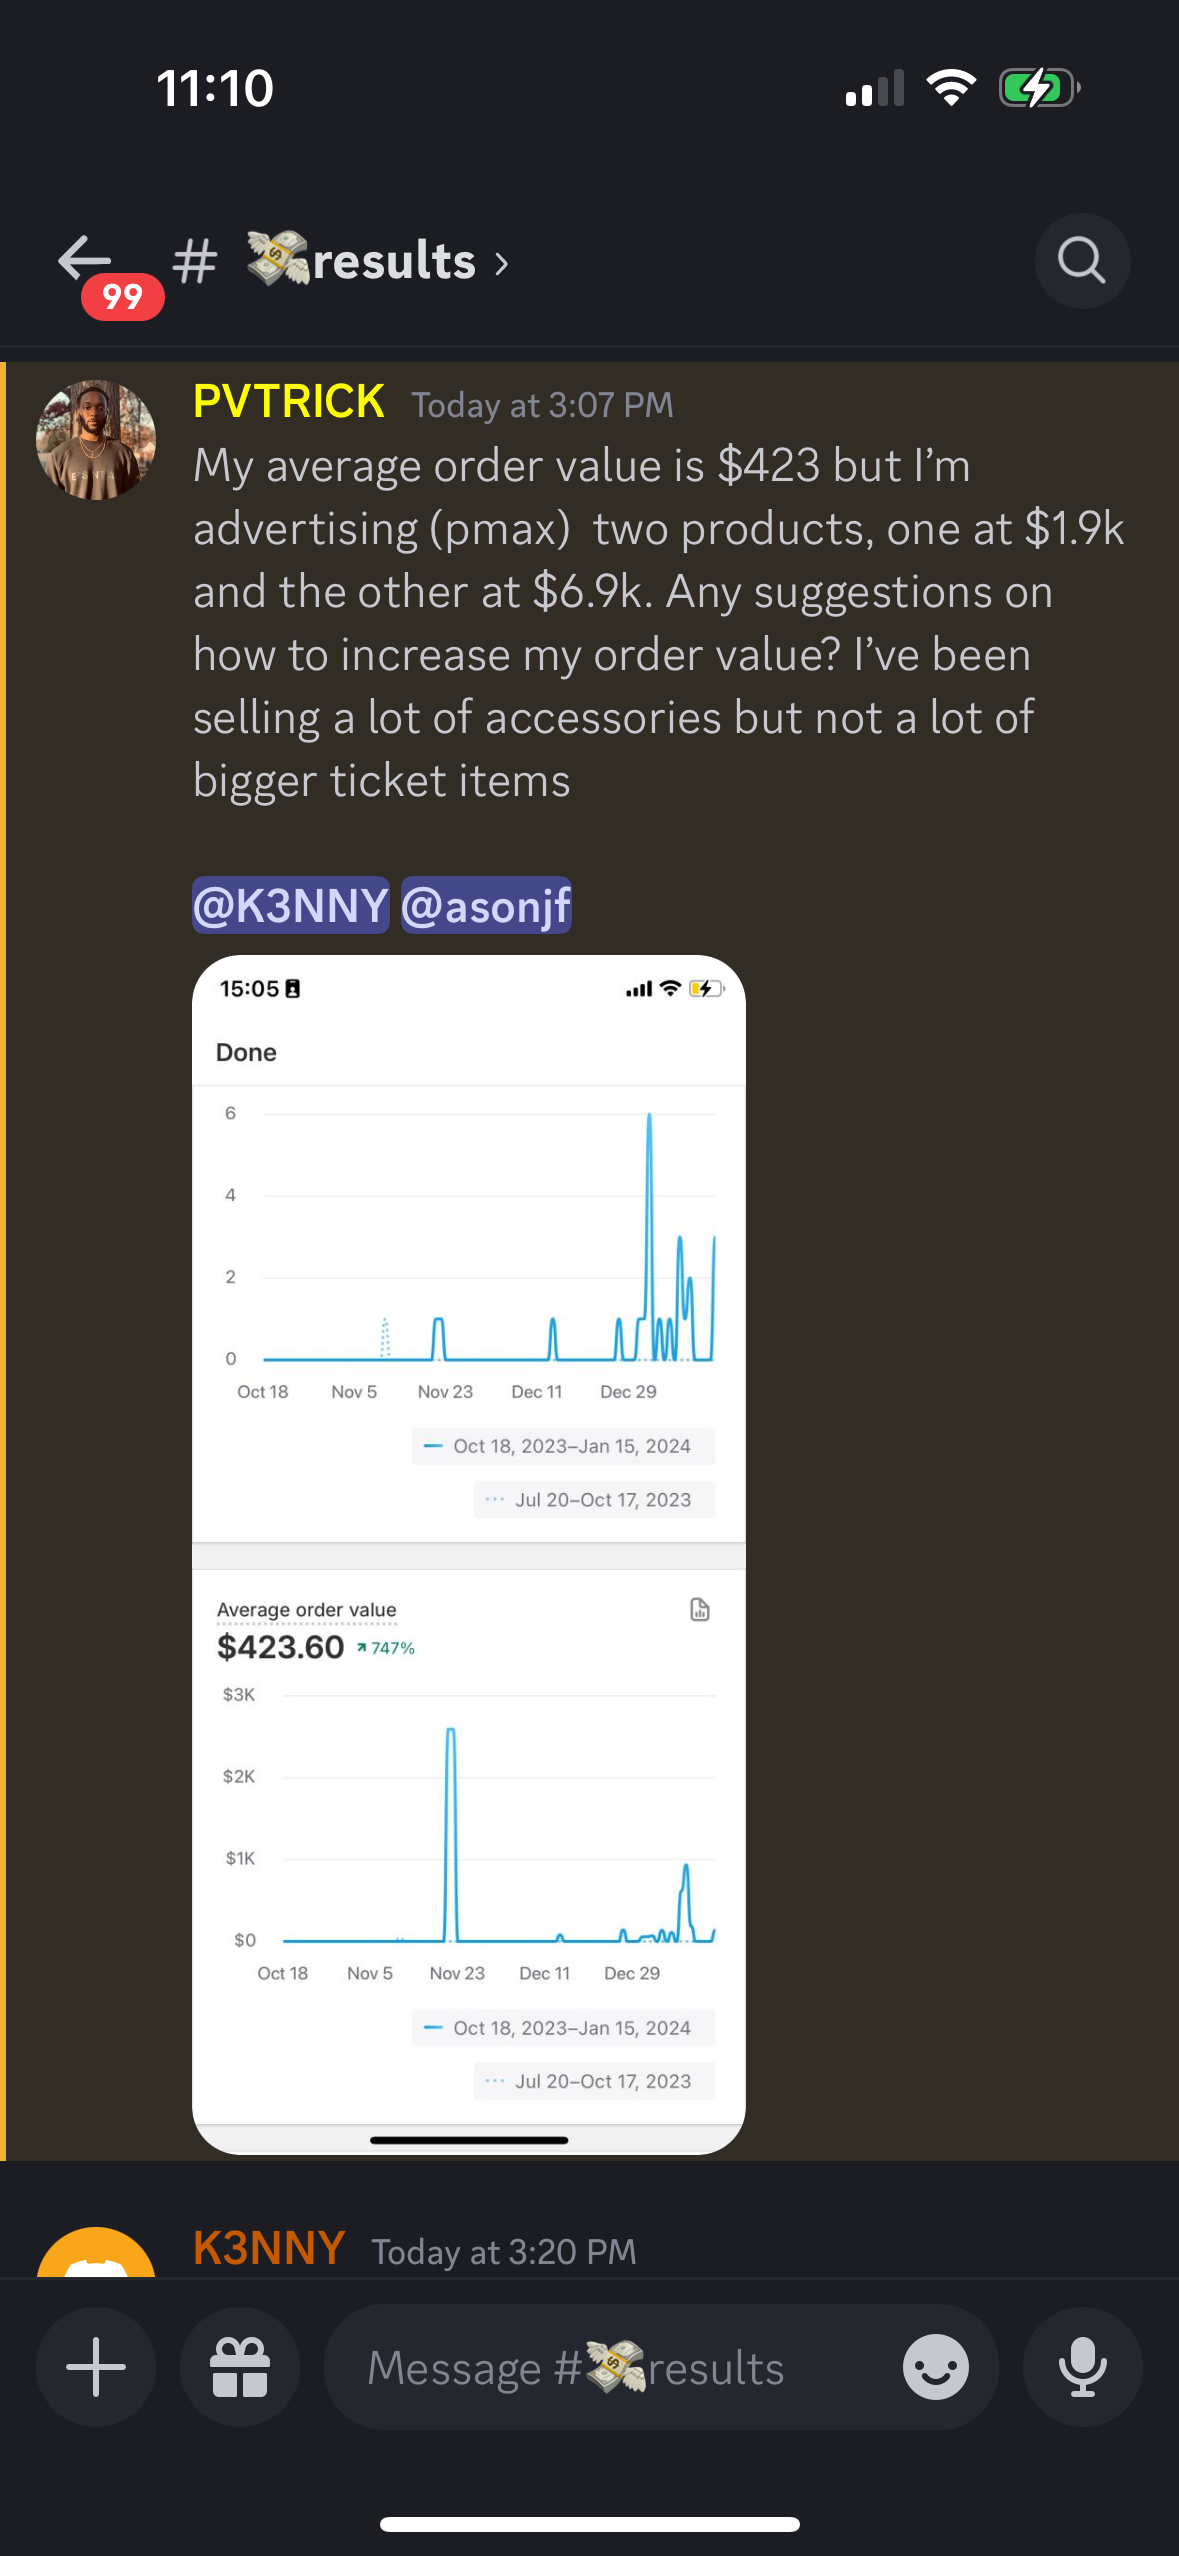 11:10
99
# 💸results ›
PVTRICK Today at 3:07 PM
My average order value is $423 but I’m
advertising (pmax)  two products, one at $1.9k
and the other at $6.9k. Any suggestions on
how to increase my order value? I’ve been
selling a lot of accessories but not a lot of
bigger ticket items
@K3NNY @asonjf
15:05
Done
6
4
2
0
Oct 18 Nov 5 Nov 23 Dec 11 Dec 29
Oct 18, 2023–Jan 15, 2024
Jul 20–Oct 17, 2023
Average order value
$423.60 747%
$3K
$2K
$1K
$0
Oct 18 Nov 5 Nov 23 Dec 11 Dec 29
Oct 18, 2023–Jan 15, 2024
Jul 20–Oct 17, 2023
K3NNY Today at 3:20 PM
Message #💸results